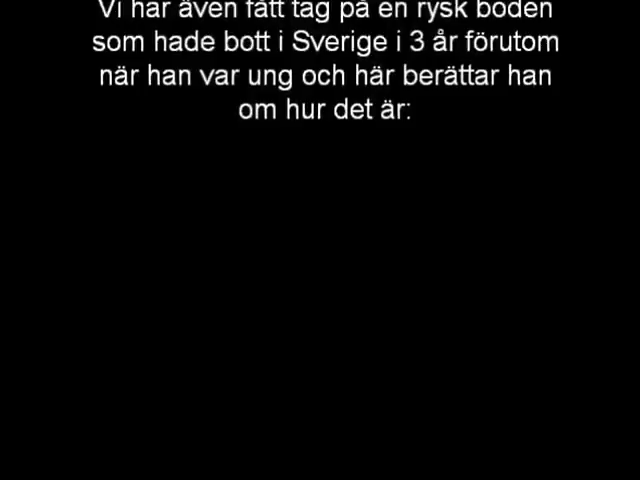 Vi har även fått tag på en rysk boden
som hade bott i Sverige i 3 år förutom
när han var ung och här berättar han
om hur det är: